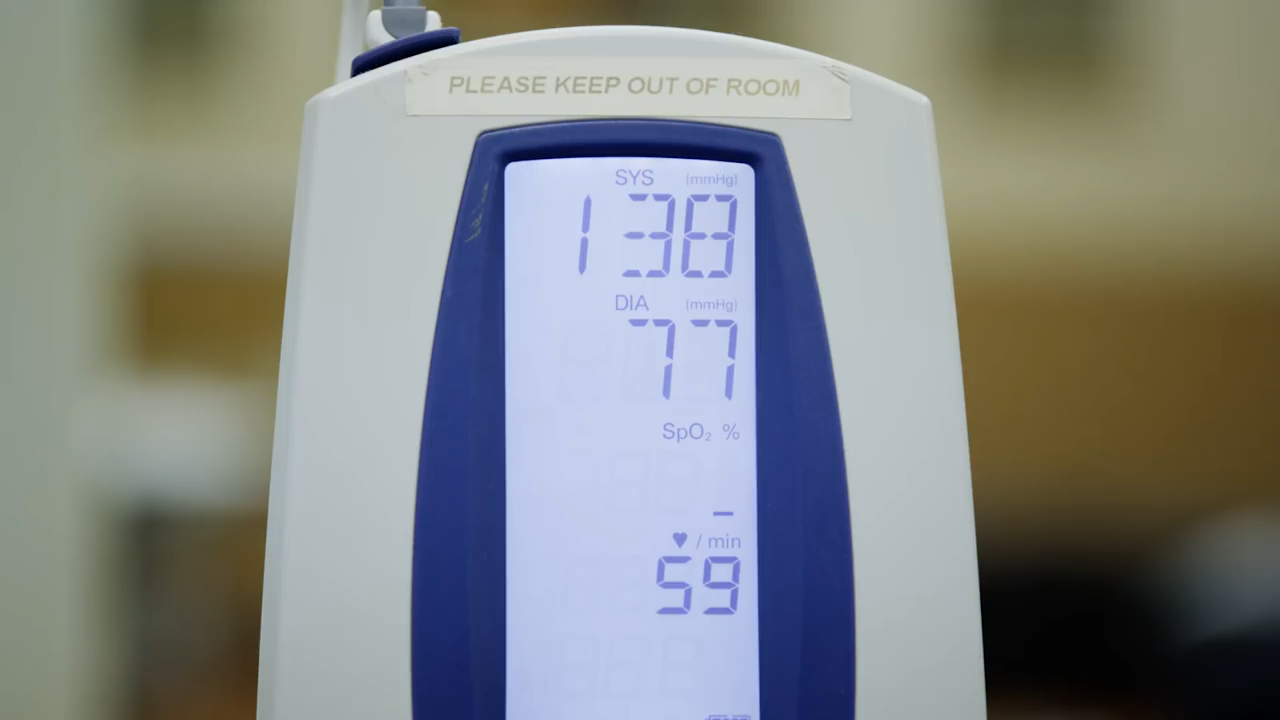 PLEASE KEEP OUT OF ROOM
SYS (mmHg)
138
DIA (mmHg)
77
SpO₂ %
–
♥ / min
59